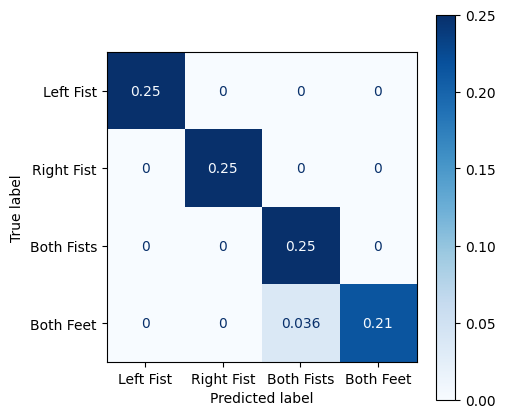 0.25
Left Fist 0.25 0 0 0
0.20
Right Fist 0 0.25 0 0
0.15
True label
0.10
Both Fists 0 0 0.25 0
0.05
Both Feet 0 0 0.036 0.21
0.00
Left Fist Right Fist Both Fists Both Feet
Predicted label